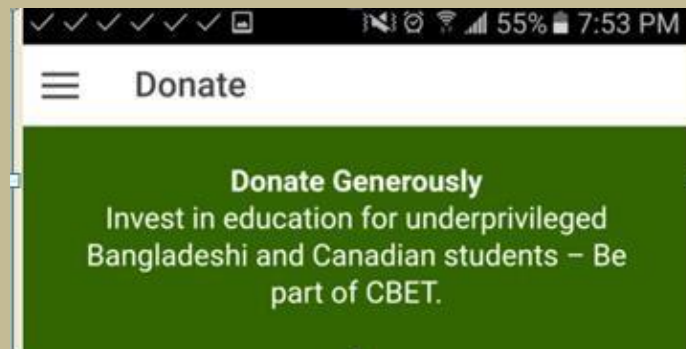 55% 7:53 PM
Donate
Donate Generously
Invest in education for underprivileged
Bangladeshi and Canadian students – Be
part of CBET.